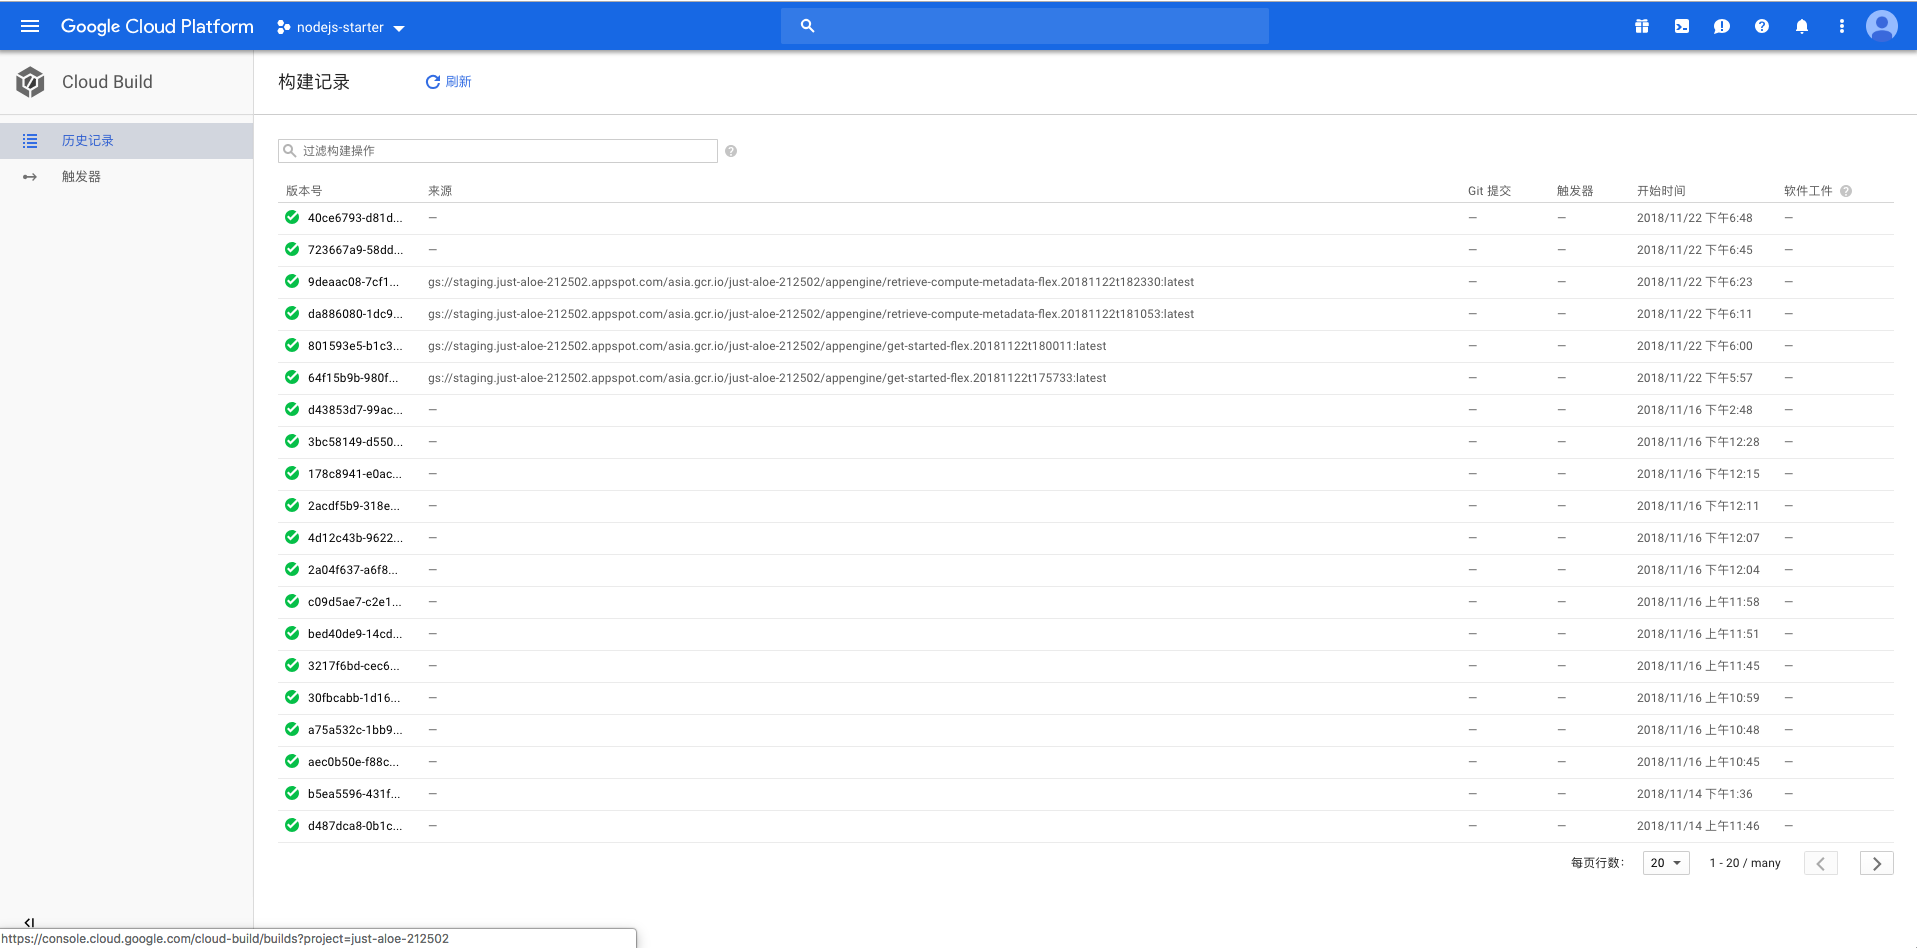 Google Cloud Platform nodejs-starter
Cloud Build
构建记录 刷新
历史记录
触发器
过滤构建操作
版本号 来源 Git 提交 触发器 开始时间 软件工件
40ce6793-d81d... — — — 2018/11/22 下午6:48 —
723667a9-58dd... — — — 2018/11/22 下午6:45 —
9deaac08-7cf1... gs://staging.just-aloe-212502.appspot.com/asia.gcr.io/just-aloe-212502/appengine/retrieve-compute-metadata-flex.20181122t182330:latest — — 2018/11/22 下午6:23 —
da886080-1dc9... gs://staging.just-aloe-212502.appspot.com/asia.gcr.io/just-aloe-212502/appengine/retrieve-compute-metadata-flex.20181122t181053:latest — — 2018/11/22 下午6:11 —
801593e5-b1c3... gs://staging.just-aloe-212502.appspot.com/asia.gcr.io/just-aloe-212502/appengine/get-started-flex.20181122t180011:latest — — 2018/11/22 下午6:00 —
64f15b9b-980f... gs://staging.just-aloe-212502.appspot.com/asia.gcr.io/just-aloe-212502/appengine/get-started-flex.20181122t175733:latest — — 2018/11/22 下午5:57 —
d43853d7-99ac... — — — 2018/11/16 下午2:48 —
3bc58149-d550... — — — 2018/11/16 下午12:28 —
178c8941-e0ac... — — — 2018/11/16 下午12:15 —
2acdf5b9-318e... — — — 2018/11/16 下午12:11 —
4d12c43b-9622... — — — 2018/11/16 下午12:07 —
2a04f637-a6f8... — — — 2018/11/16 下午12:04 —
c09d5ae7-c2e1... — — — 2018/11/16 上午11:58 —
bed40de9-14cd... — — — 2018/11/16 上午11:51 —
3217f6bd-cec6... — — — 2018/11/16 上午11:45 —
30fbcabb-1d16... — — — 2018/11/16 上午10:59 —
a75a532c-1bb9... — — — 2018/11/16 上午10:48 —
aec0b50e-f88c... — — — 2018/11/16 上午10:45 —
b5ea5596-431f... — — — 2018/11/14 下午1:36 —
d487dca8-0b1c... — — — 2018/11/14 上午11:46 —
每页行数: 20 1 - 20 / many
https://console.cloud.google.com/cloud-build/builds?project=just-aloe-212502